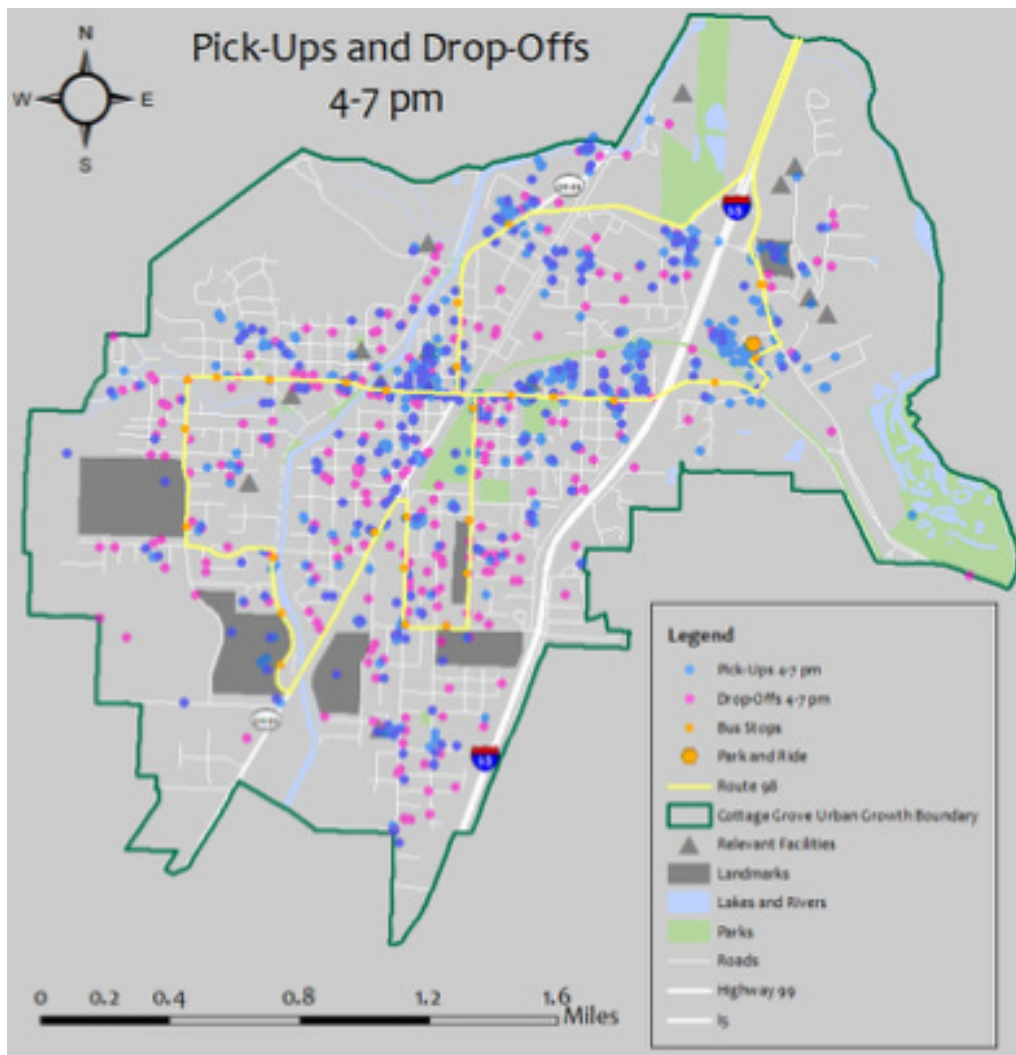 Pick-Ups and Drop-Offs
4-7 pm
N
W
E
S
I-5
I-5
Legend
Pick-Ups 4-7 pm
Drop-Offs 4-7 pm
Bus Stops
Park and Ride
Route 98
Cottage Grove Urban Growth Boundary
Relevant Facilities
Landmarks
Lakes and Rivers
Parks
Roads
Highway 99
I5
0 0.2 0.4 0.8 1.2 1.6
Miles